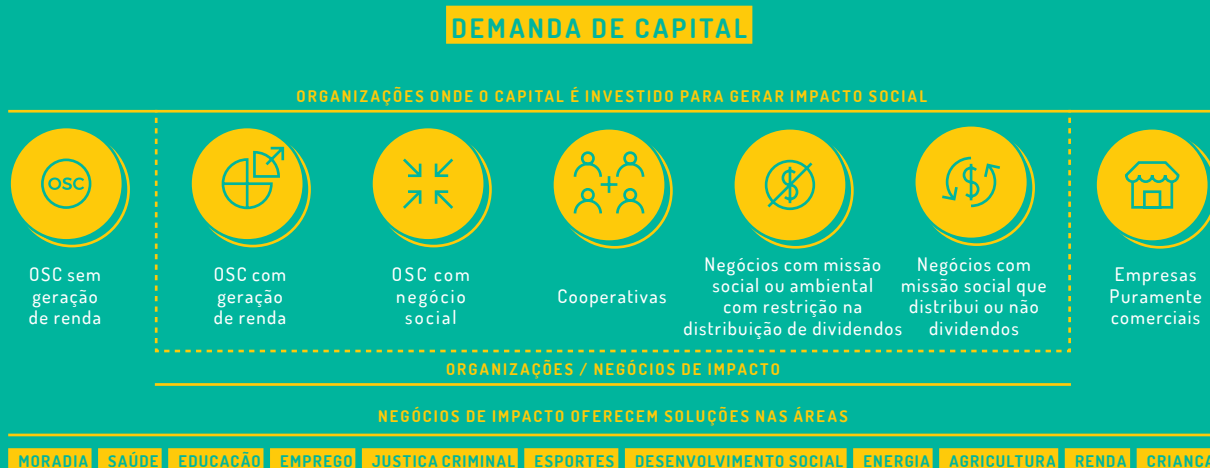 DEMANDA DE CAPITAL
ORGANIZAÇÕES ONDE O CAPITAL É INVESTIDO PARA GERAR IMPACTO SOCIAL
OSC
OSC sem
geração
de renda
OSC com
geração
de renda
OSC com
negócio
social
Cooperativas
Negócios com missão
social ou ambiental
com restrição na
distribuição de dividendos
Negócios com
missão social que
distribui ou não
dividendos
Empresas
Puramente
comerciais
ORGANIZAÇÕES / NEGÓCIOS DE IMPACTO
NEGÓCIOS DE IMPACTO OFERECEM SOLUÇÕES NAS ÁREAS
MORADIA SAÚDE EDUCAÇÃO EMPREGO JUSTIÇA CRIMINAL ESPORTES DESENVOLVIMENTO SOCIAL ENERGIA AGRICULTURA RENDA CRIANÇA